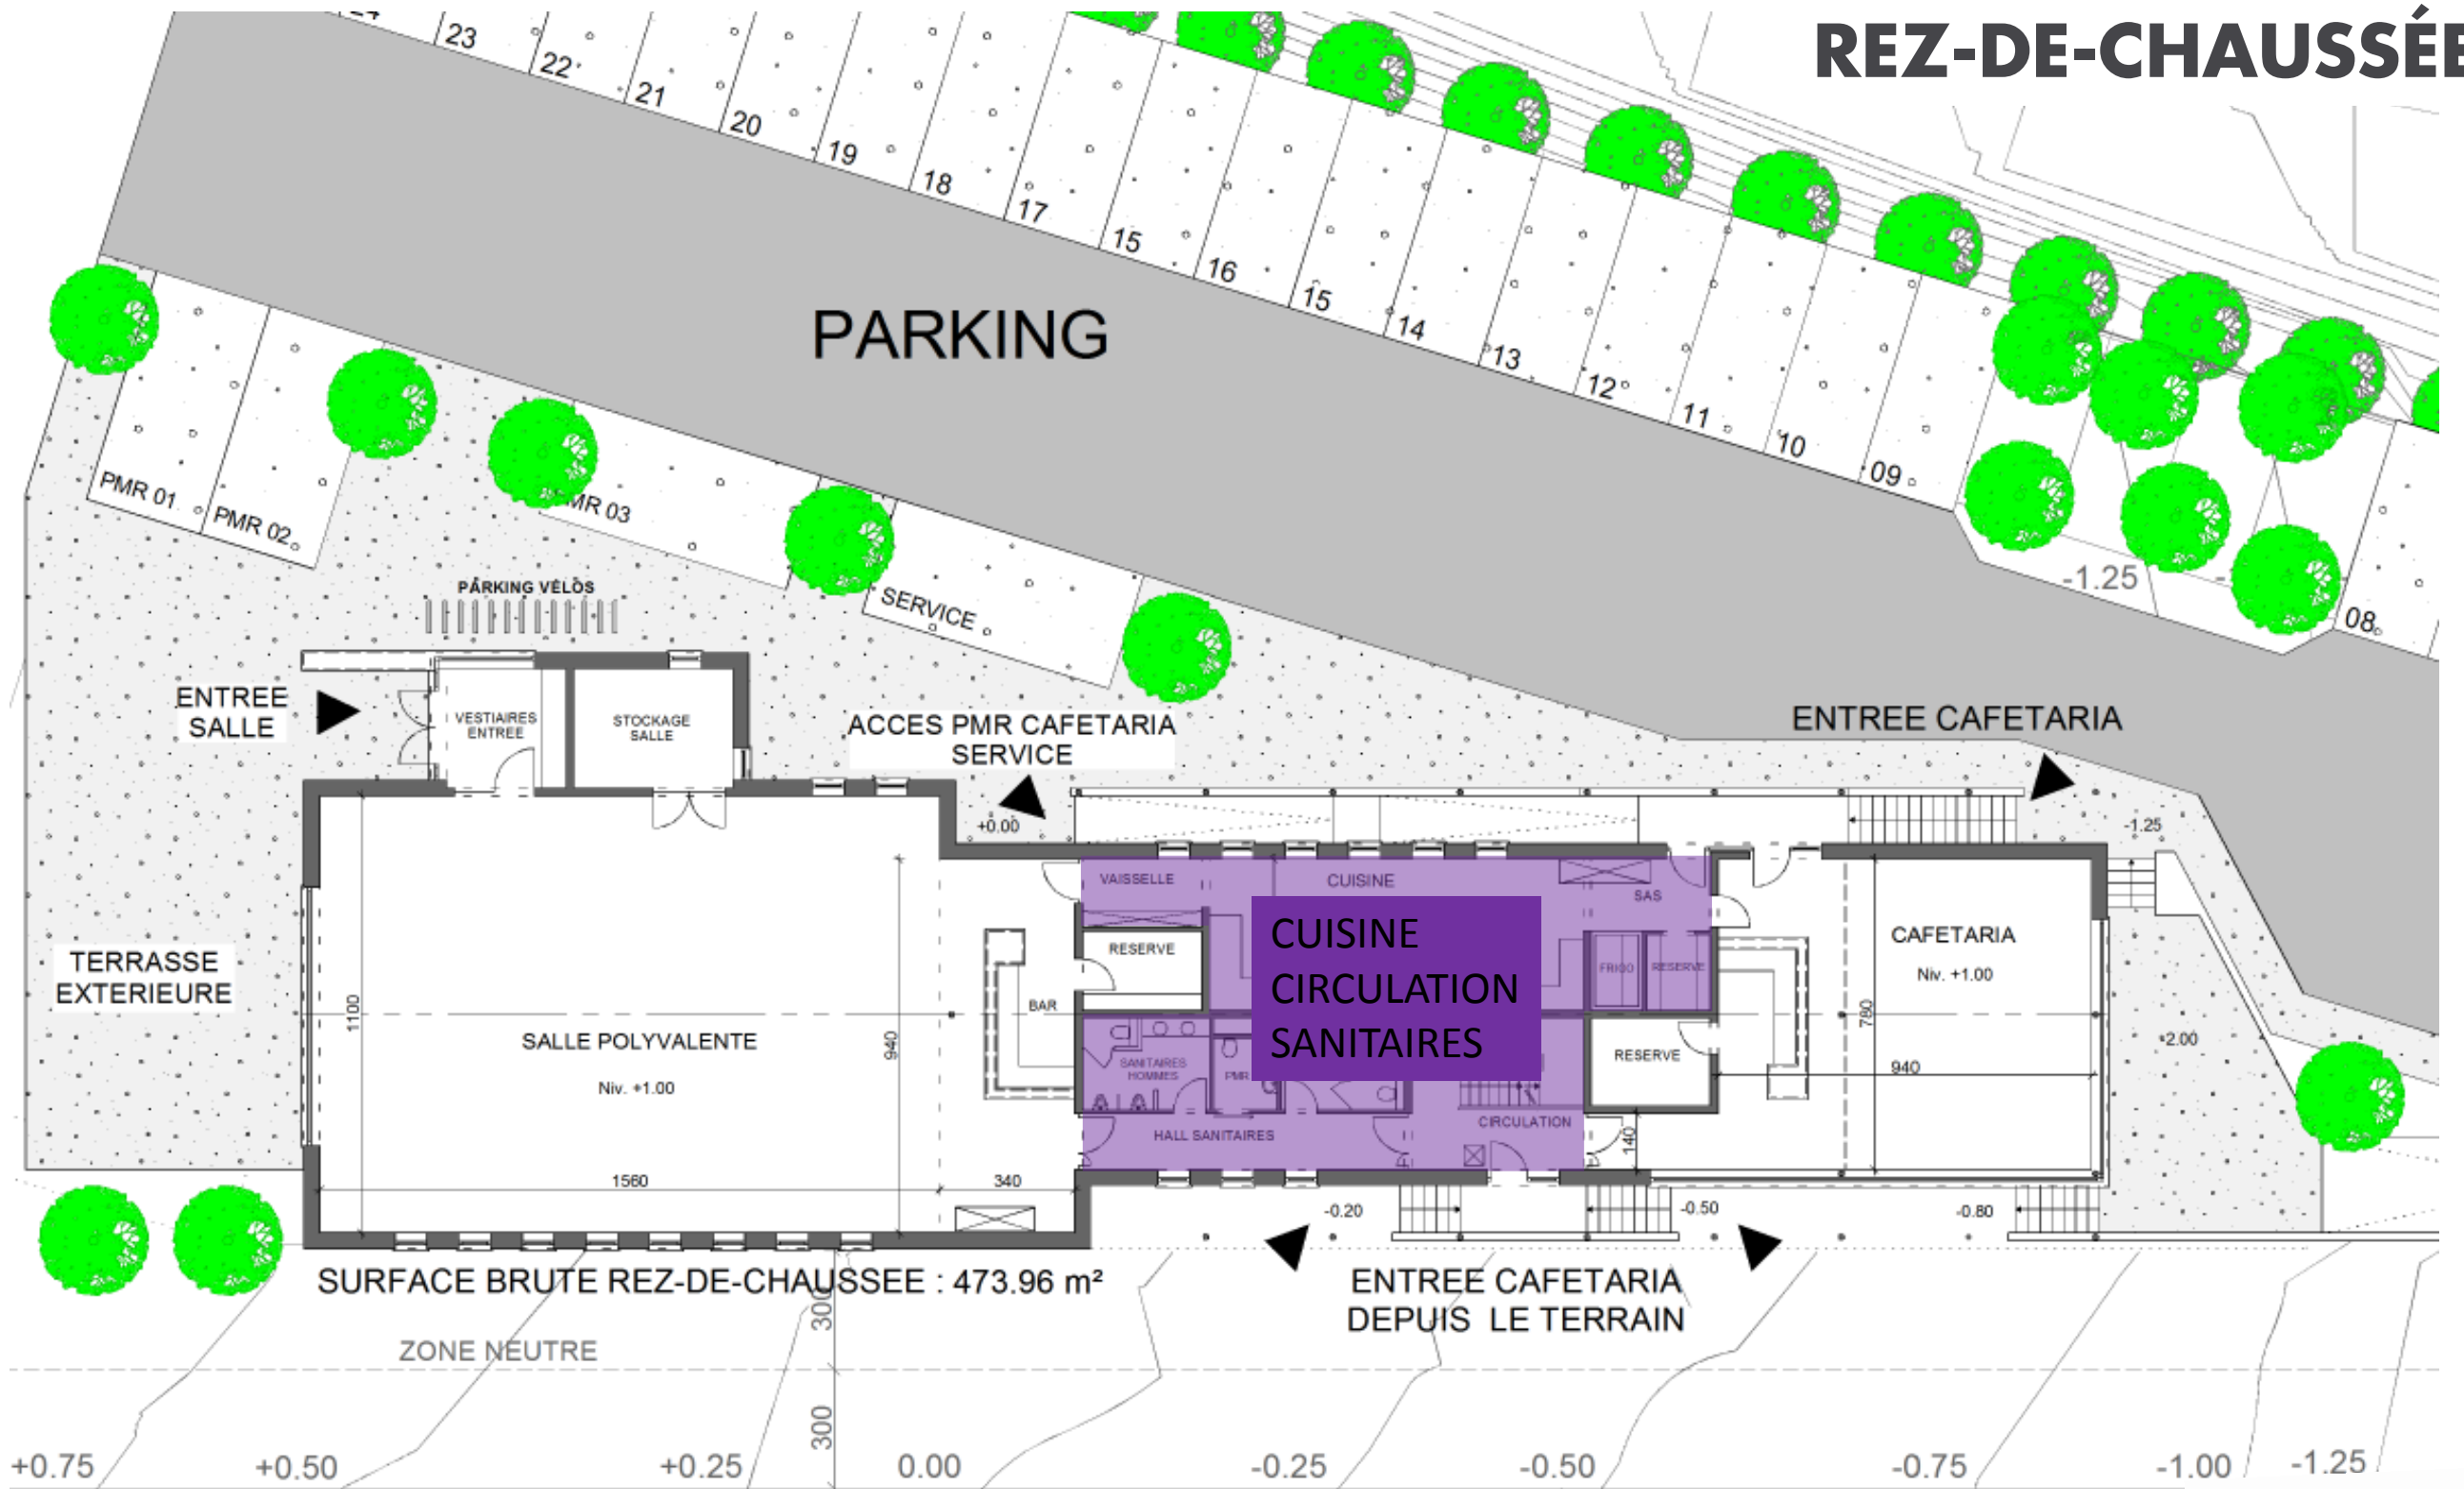 REZ-DE-CHAUSSÉE
23
22
21
20
19
18
17
15
16
15
14
13
12
11
10
09
08
PARKING
PMR 01
PMR 02
MR 03
SERVICE
-1.25
PARKING VELOS
ENTREE
SALLE
VESTIAIRES
ENTREE
STOCKAGE
SALLE
ACCES PMR CAFETARIA
SERVICE
ENTREE CAFETARIA
+0.00
-1.25
VAISSELLE
CUISINE
SAS
RESERVE
FRIGO
RESERVE
CUISINE
CIRCULATION
SANITAIRES
CAFETARIA
Niv. +1.00
TERRASSE
EXTERIEURE
1100
SALLE POLYVALENTE
Niv. +1.00
940
BAR
SANITAIRES
HOMMES
PMR
RESERVE
780
940
+2.00
HALL SANITAIRES
CIRCULATION
140
1560
340
-0.20
-0.50
-0.80
SURFACE BRUTE REZ-DE-CHAUSSEE : 473.96 m²
ENTREE CAFETARIA
DEPUIS LE TERRAIN
300
ZONE NEUTRE
300
+0.75
+0.50
+0.25
0.00
-0.25
-0.50
-0.75
-1.00
-1.25